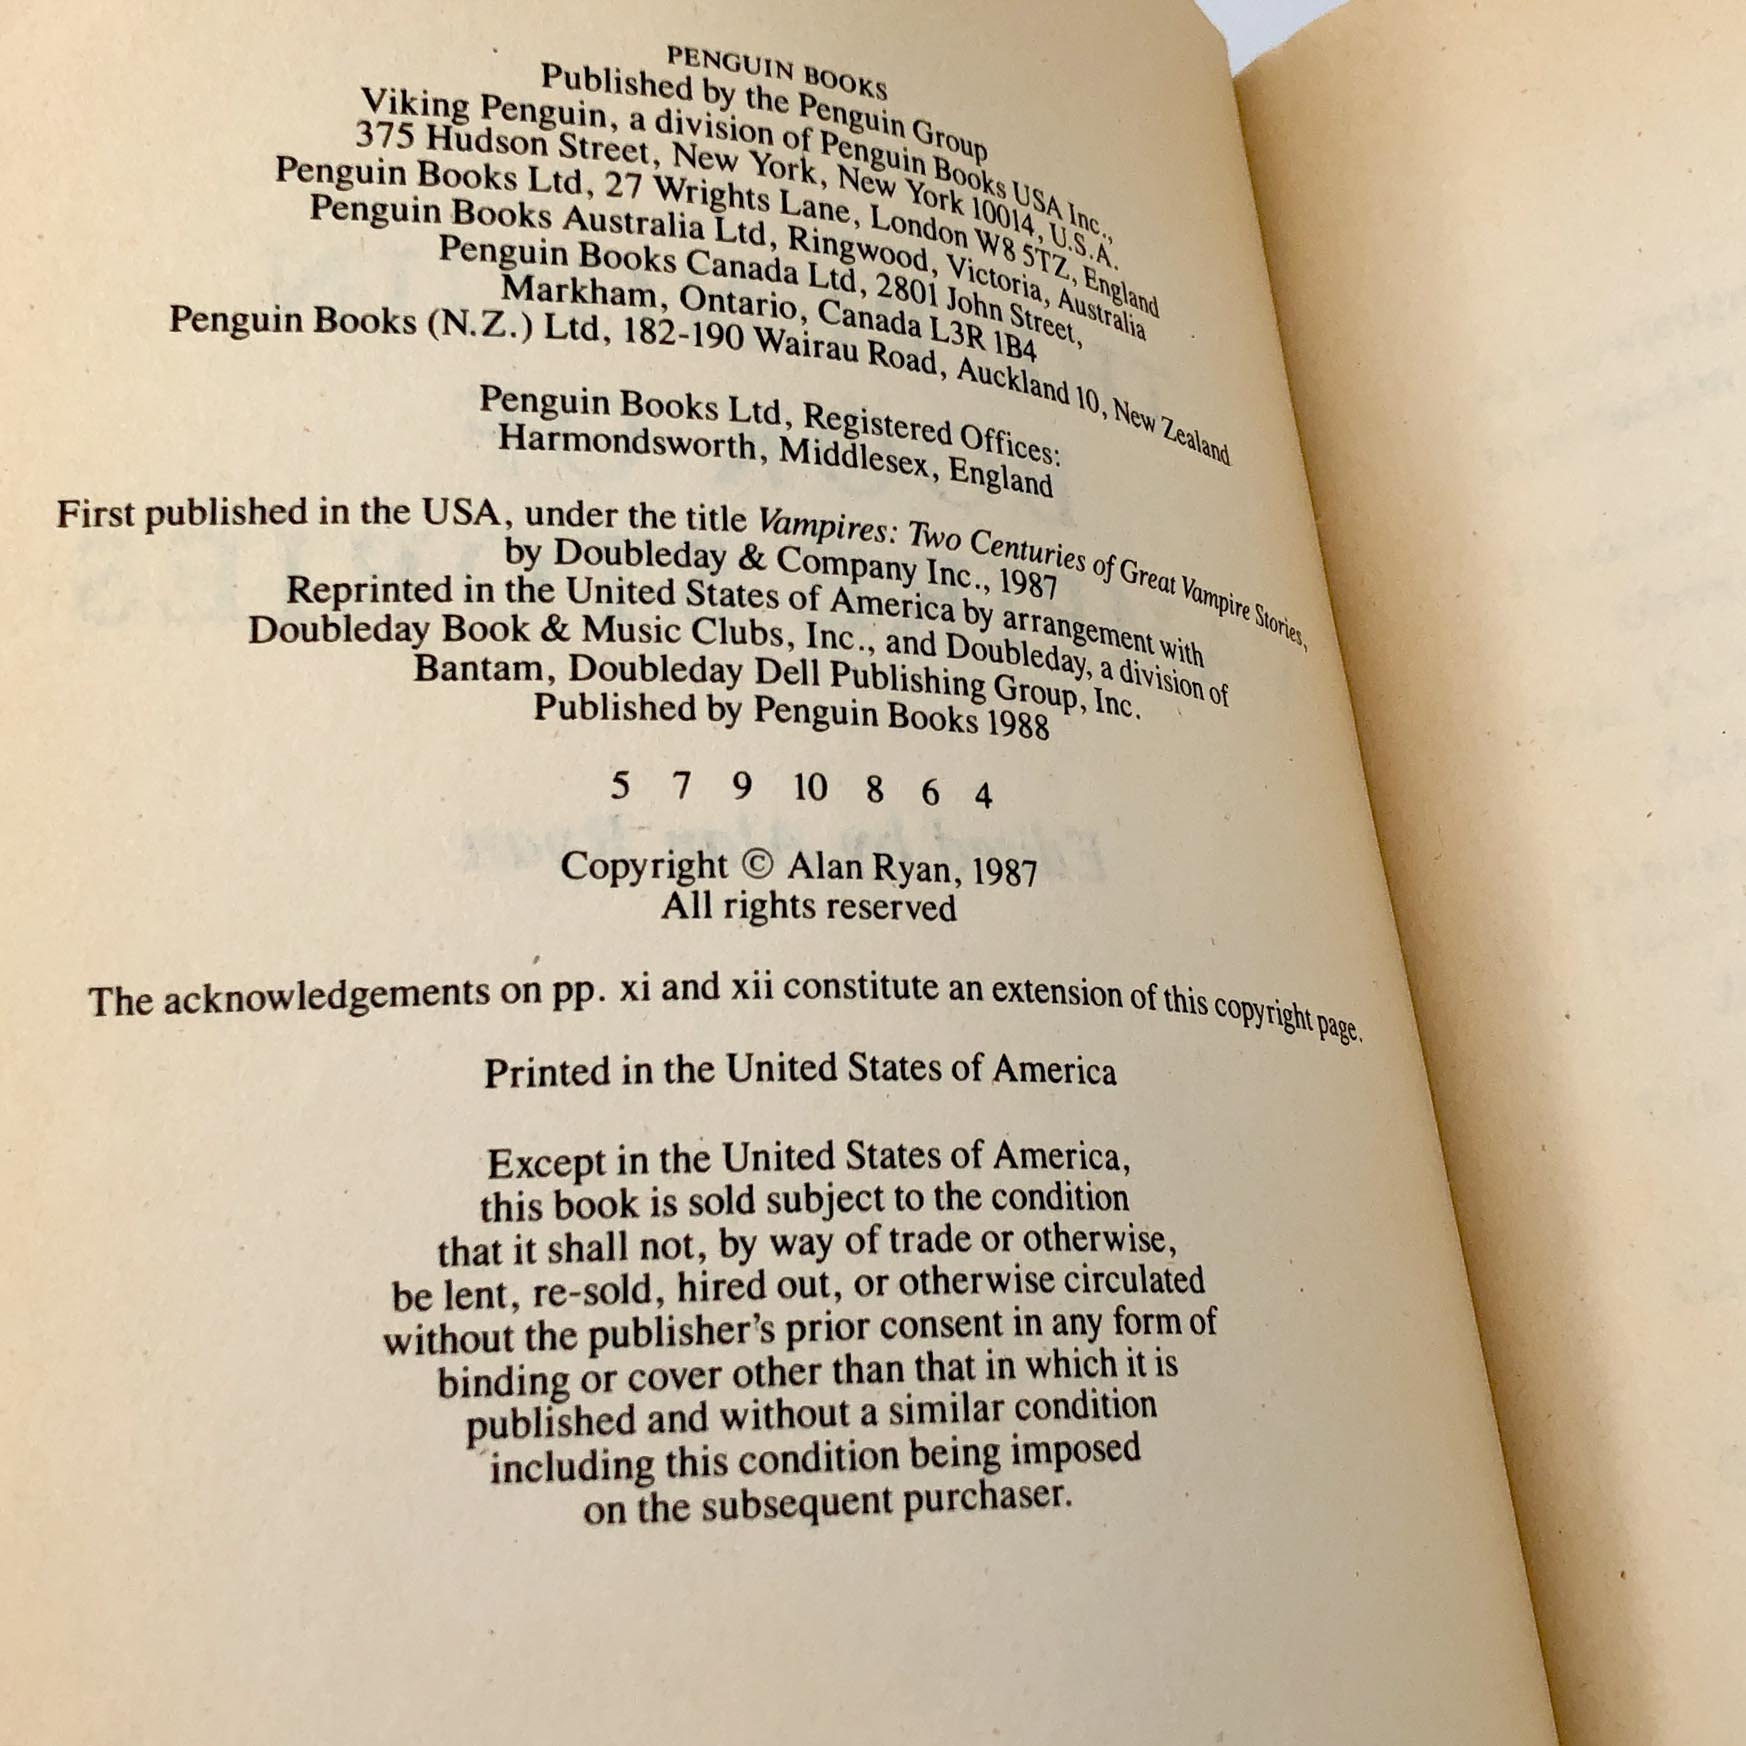 PENGUIN BOOKS
Published by the Penguin Group
Viking Penguin, a division of Penguin Books USA Inc.,
375 Hudson Street, New York, New York 10014, U.S.A.
Penguin Books Ltd, 27 Wrights Lane, London W8 5TZ, England
Penguin Books Australia Ltd, Ringwood, Victoria, Australia
Penguin Books Canada Ltd, 2801 John Street,
Markham, Ontario, Canada L3R 1B4
Penguin Books (N.Z.) Ltd, 182-190 Wairau Road, Auckland 10, New Zealand
Penguin Books Ltd, Registered Offices:
Harmondsworth, Middlesex, England
First published in the USA, under the title Vampires: Two Centuries of Great Vampire Stories,
by Doubleday & Company Inc., 1987
Reprinted in the United States of America by arrangement with
Doubleday Book & Music Clubs, Inc., and Doubleday, a division of
Bantam, Doubleday Dell Publishing Group, Inc.
Published by Penguin Books 1988
5 7 9 10 8 6 4
Copyright © Alan Ryan, 1987
All rights reserved
The acknowledgements on pp. xi and xii constitute an extension of this copyright page.
Printed in the United States of America
Except in the United States of America,
this book is sold subject to the condition
that it shall not, by way of trade or otherwise,
be lent, re-sold, hired out, or otherwise circulated
without the publisher's prior consent in any form of
binding or cover other than that in which it is
published and without a similar condition
including this condition being imposed
on the subsequent purchaser.